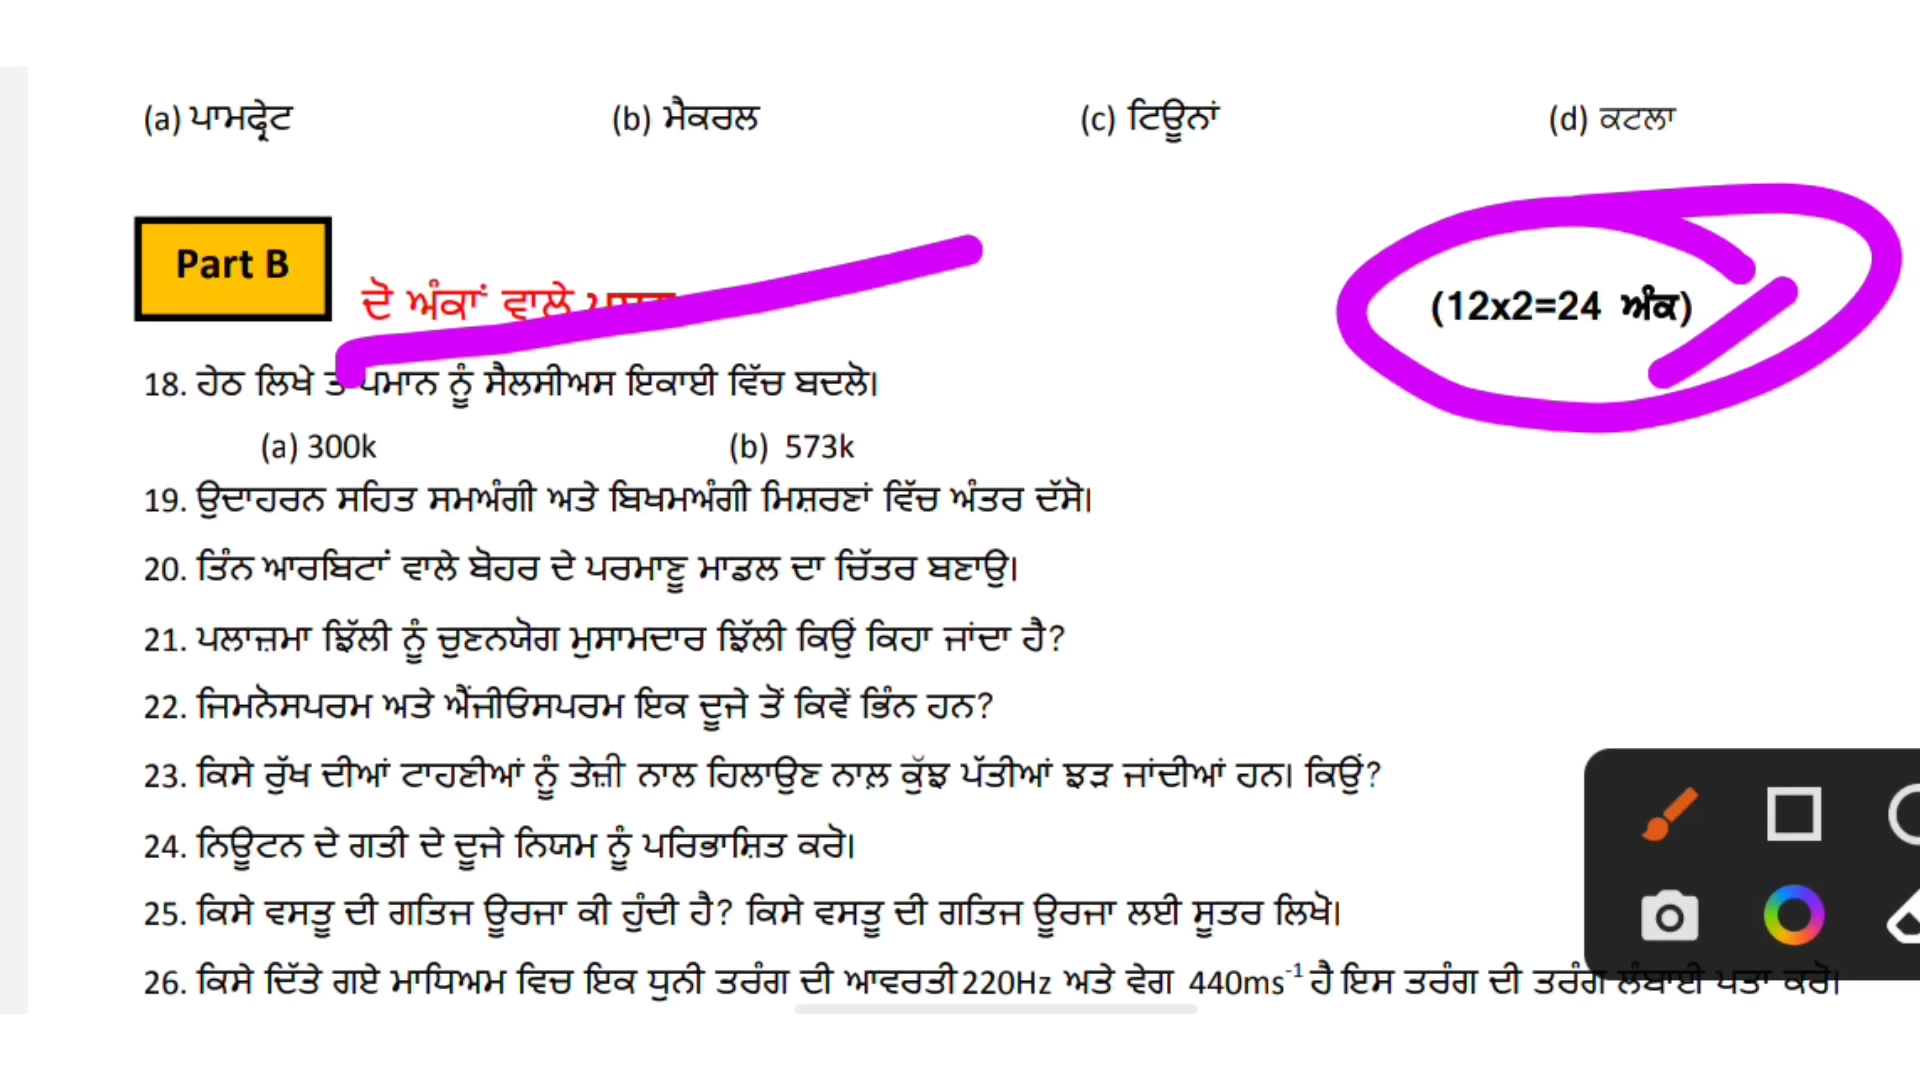 (a) ਪਾਮਫ੍ਰੇਟ (b) ਮੈਕਰਲ (c) ਟਿਊਨਾਂ (d) ਕਟਲਾ
Part B
ਦੋ ਅੰਕਾਂ ਵਾਲੇ (12x2=24 ਅੰਕ)
18. ਹੇਠ ਲਿਖੇ ਨੂੰ ਸੈਲਸੀਅਸ ਇਕਾਈ ਵਿੱਚ ਬਦਲੋ।
(a) 300k (b) 573k
19. ਉਦਾਹਰਨ ਸਹਿਤ ਸਮਅੰਗੀ ਅਤੇ ਬਿਖਮਅੰਗੀ ਮਿਸ਼ਰਣਾਂ ਵਿੱਚ ਅੰਤਰ ਦੱਸੋ।
20. ਤਿੰਨ ਆਰਬਿਟਾਂ ਵਾਲੇ ਬੋਹਰ ਦੇ ਪਰਮਾਣੂ ਮਾਡਲ ਦਾ ਚਿੱਤਰ ਬਣਾਉ।
21. ਪਲਾਜ਼ਮਾ ਝਿੱਲੀ ਨੂੰ ਚੁਣਨਯੋਗ ਮੁਸਾਮਦਾਰ ਝਿੱਲੀ ਕਿਉਂ ਕਿਹਾ ਜਾਂਦਾ ਹੈ?
22. ਜਿਮਨੋਸਪਰਮ ਅਤੇ ਐਂਜੀਓਸਪਰਮ ਇਕ ਦੂਜੇ ਤੋਂ ਕਿਵੇਂ ਭਿੰਨ ਹਨ?
23. ਕਿਸੇ ਰੁੱਖ ਦੀਆਂ ਟਾਹਣੀਆਂ ਨੂੰ ਤੇਜ਼ੀ ਨਾਲ ਹਿਲਾਉਣ ਨਾਲ਼ ਕੁੱਝ ਪੱਤੀਆਂ ਝੜ ਜਾਂਦੀਆਂ ਹਨ। ਕਿਉਂ?
24. ਨਿਊਟਨ ਦੇ ਗਤੀ ਦੇ ਦੂਜੇ ਨਿਯਮ ਨੂੰ ਪਰਿਭਾਸ਼ਿਤ ਕਰੋ।
25. ਕਿਸੇ ਵਸਤੂ ਦੀ ਗਤਿਜ ਊਰਜਾ ਕੀ ਹੁੰਦੀ ਹੈ? ਕਿਸੇ ਵਸਤੂ ਦੀ ਗਤਿਜ ਊਰਜਾ ਲਈ ਸੂਤਰ ਲਿਖੋ।
26. ਕਿਸੇ ਦਿੱਤੇ ਗਏ ਮਾਧਿਅਮ ਵਿਚ ਇਕ ਧੁਨੀ ਤਰੰਗ ਦੀ ਆਵਰਤੀ 220Hz ਅਤੇ ਵੇਗ 440ms⁻¹ ਹੈ ਇਸ ਤਰੰਗ ਦੀ ਤਰੰਗ ਲੰਬਾਈ ਪਤਾ ਕਰੋ।